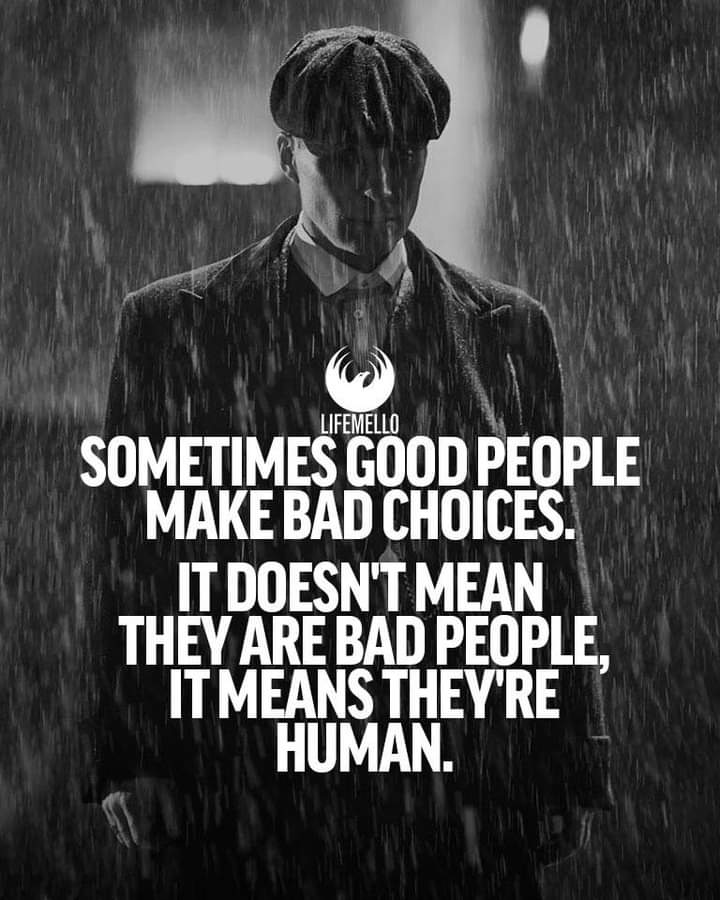 LIFEMELLO
SOMETIMES GOOD PEOPLE
MAKE BAD CHOICES.
IT DOESN'T MEAN
THEY ARE BAD PEOPLE,
IT MEANS THEY'RE
HUMAN.